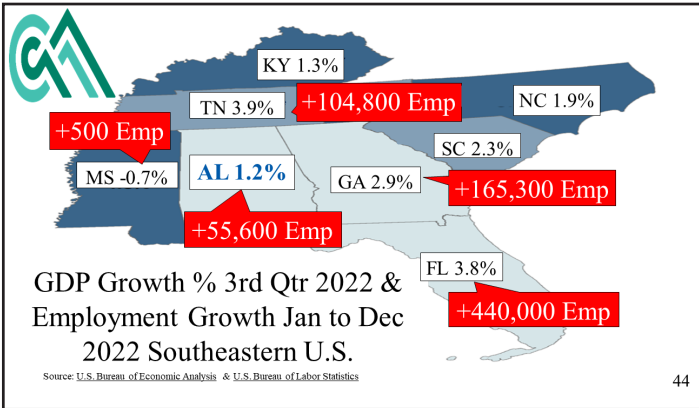 KY 1.3%
TN 3.9%
+104,800 Emp
NC 1.9%
+500 Emp
SC 2.3%
MS -0.7%
AL 1.2%
GA 2.9%
+165,300 Emp
+55,600 Emp
FL 3.8%
+440,000 Emp
GDP Growth % 3rd Qtr 2022 &
Employment Growth Jan to Dec
2022 Southeastern U.S.
Source: U.S. Bureau of Economic Analysis & U.S. Bureau of Labor Statistics
44